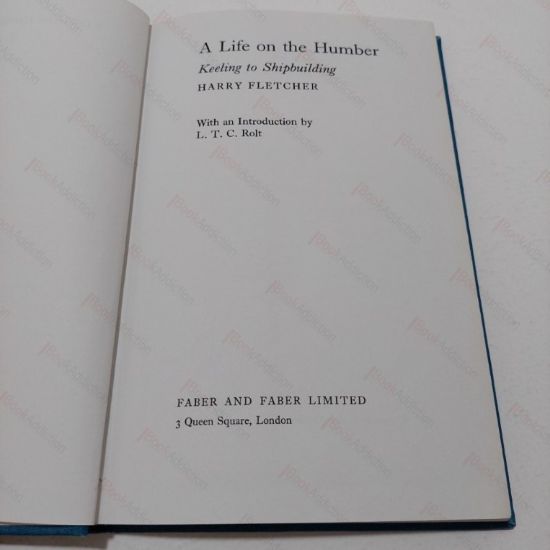 A Life on the Humber
Keeling to Shipbuilding
HARRY FLETCHER
With an Introduction by
L. T. C. Rolt
FABER AND FABER LIMITED
3 Queen Square, London